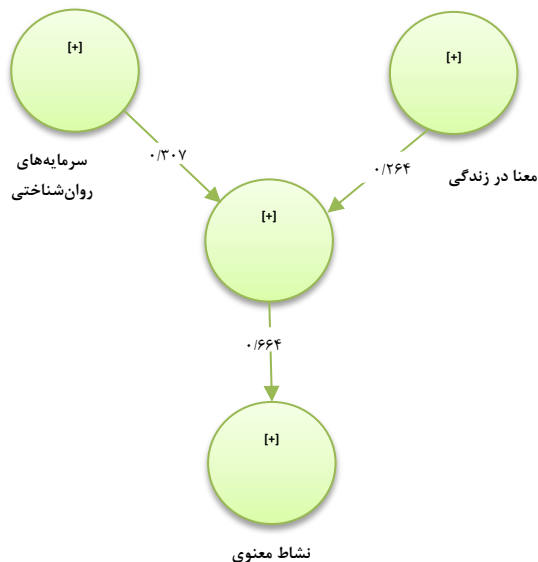 [+]
[+]
سرمایه‌های
روان‌شناختی
معنا در زندگی
۰/۳۰۷
۰/۲۶۴
[+]
۰/۶۶۴
[+]
نشاط معنوی